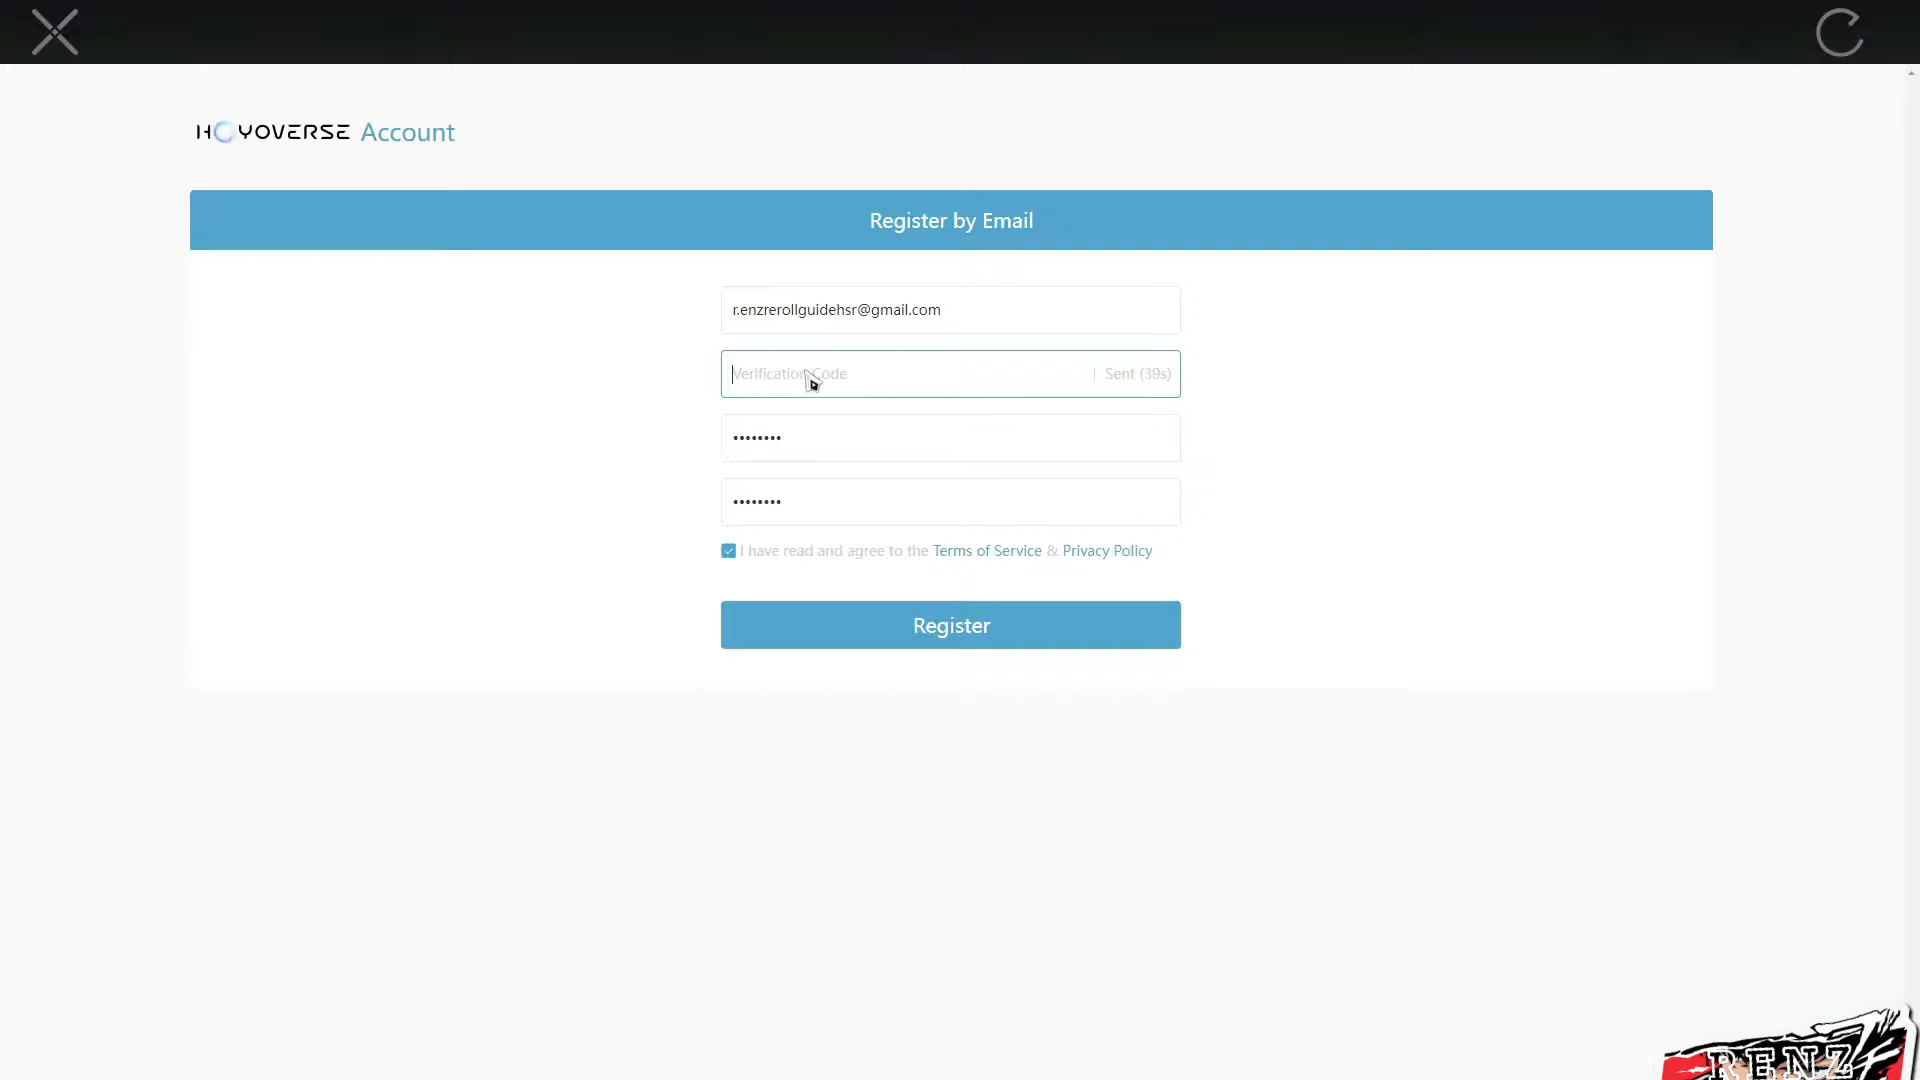 HOYOVERSE Account
Register by Email
r.enzrerollguidehsr@gmail.com
Verification Code | Sent (39s)
••••••••
••••••••
I have read and agree to the Terms of Service & Privacy Policy
Register
RENZ